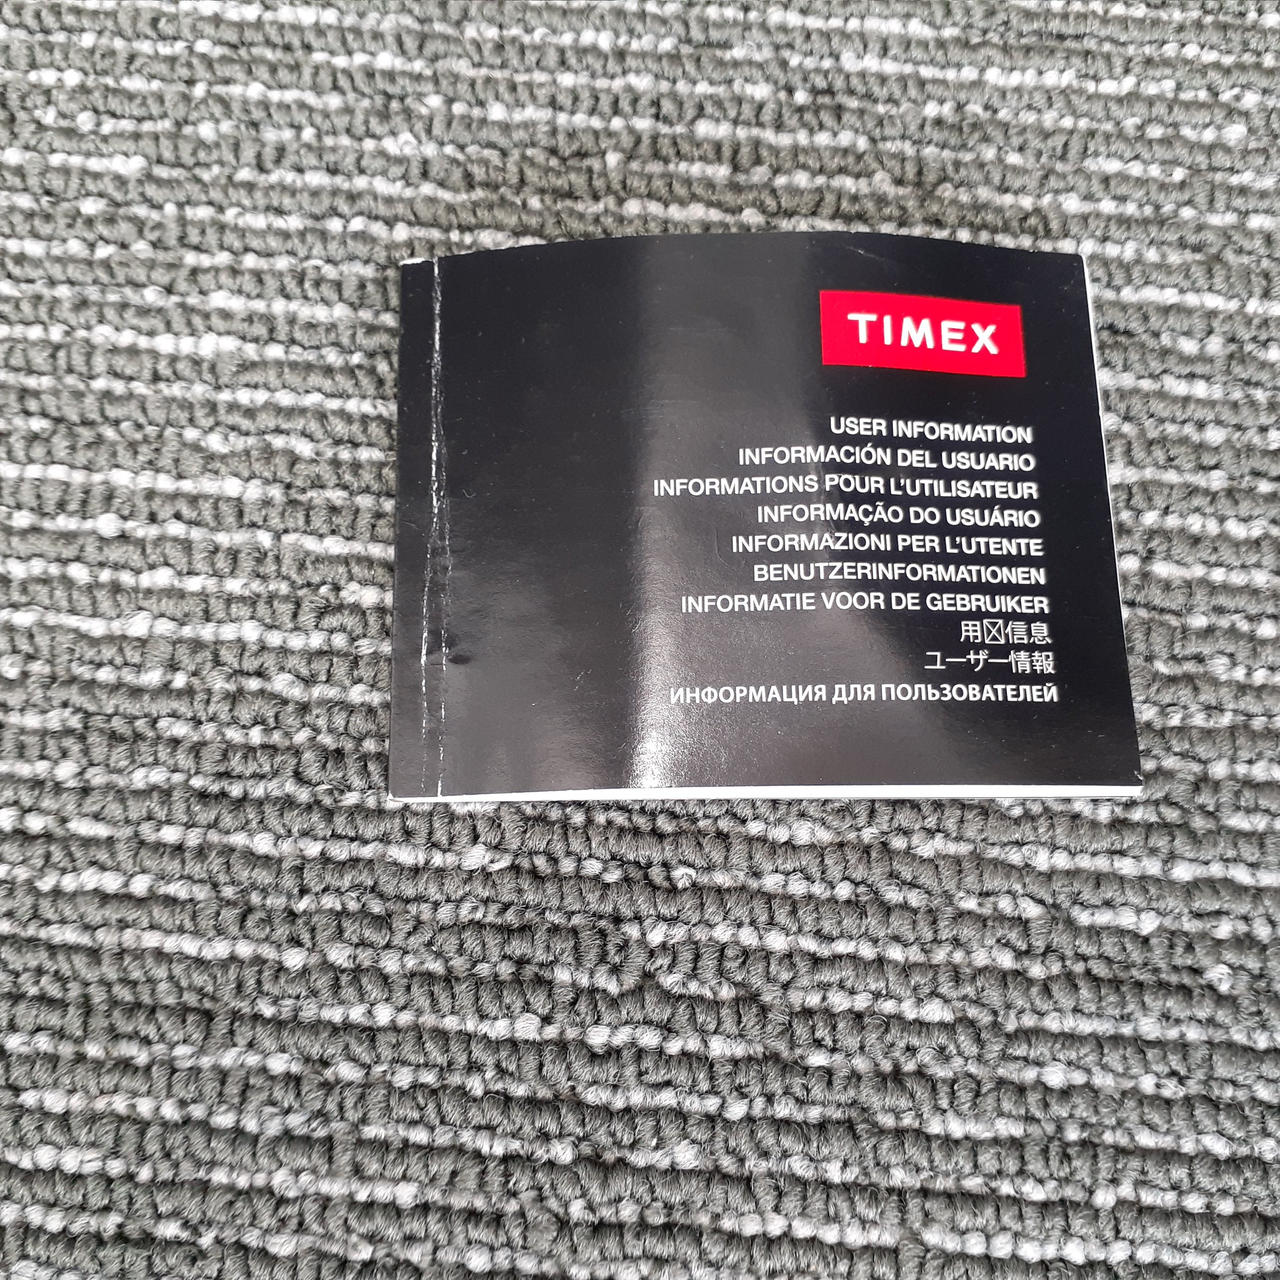 TIMEX
USER INFORMATION
INFORMACIÓN DEL USUARIO
INFORMATIONS POUR L'UTILISATEUR
INFORMAÇÃO DO USUÁRIO
INFORMAZIONI PER L'UTENTE
BENUTZERINFORMATIONEN
INFORMATIE VOOR DE GEBRUIKER
用☒信息
ユーザー情報
ИНФОРМАЦИЯ ДЛЯ ПОЛЬЗОВАТЕЛЕЙ